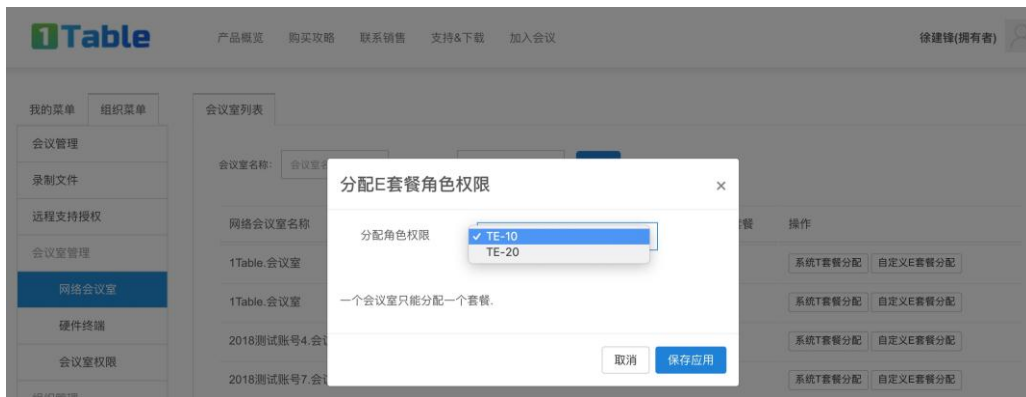 1Table
产品概览 购买攻略 联系销售 支持&下载 加入会议 徐建锋(拥有者)
我的菜单 组织菜单 会议室列表
会议管理
会议室名称:
录制文件
分配E套餐角色权限 ×
远程支持授权
网络会议室名称 套餐 操作
分配角色权限 ✓ TE-10
TE-20
会议室管理
1Table.会议室 系统T套餐分配 自定义E套餐分配
网络会议室
1Table.会议室 一个会议室只能分配一个套餐. 系统T套餐分配 自定义E套餐分配
硬件终端
2018测试账号4.会 系统T套餐分配 自定义E套餐分配
会议室权限
取消 保存应用
2018测试账号7.会 系统T套餐分配 自定义E套餐分配